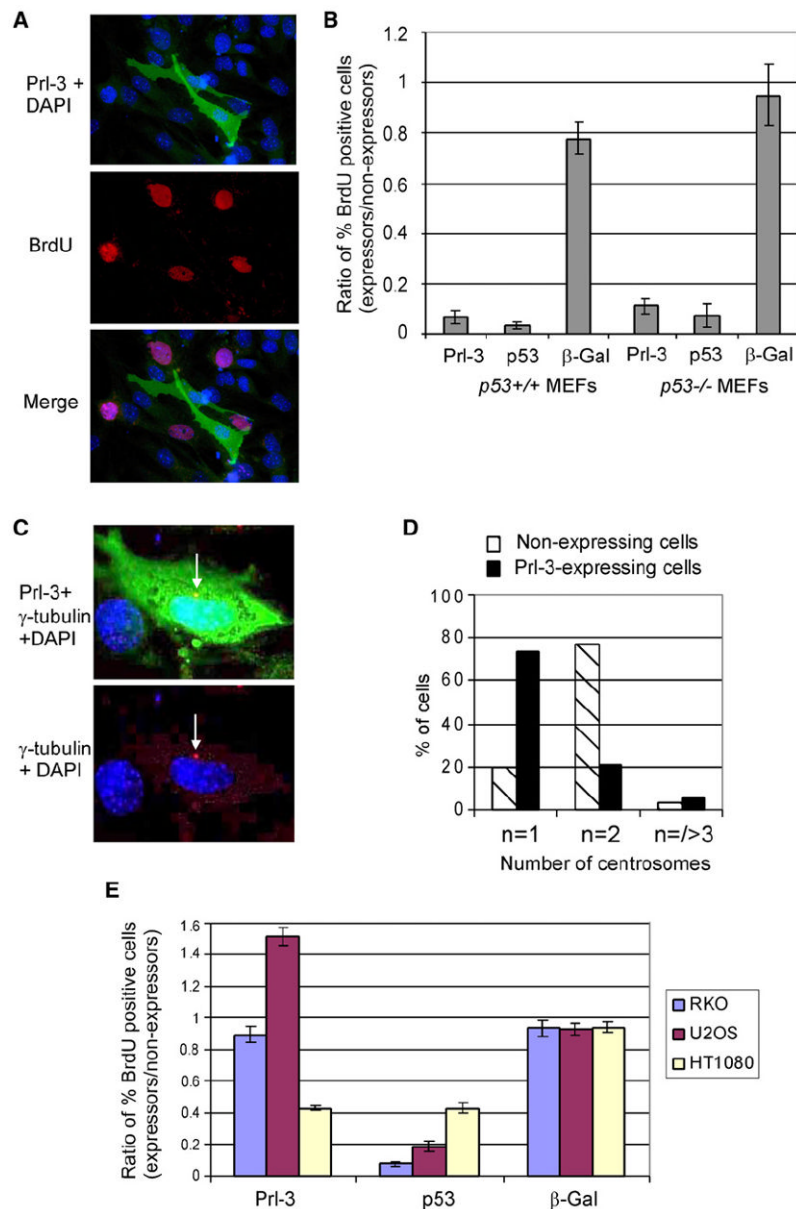 A
Prl-3 +
DAPI
BrdU
Merge
B
Ratio of % BrdU positive cells
(expressors/non-expressors)
1.2
1
0.8
0.6
0.4
0.2
0
Prl-3 p53 β-Gal Prl-3 p53 β-Gal
p53+/+ MEFs p53-/- MEFs
C
Prl-3+
γ-tubulin
+DAPI
γ-tubulin
+ DAPI
D
Non-expressing cells
Prl-3-expressing cells
% of cells
100
80
60
40
20
0
n=1 n=2 n=/>3
Number of centrosomes
E
Ratio of % BrdU positive cells
(expressors/non-expressors)
1.6
1.4
1.2
1
0.8
0.6
0.4
0.2
0
Prl-3 p53 β-Gal
RKO
U2OS
HT1080